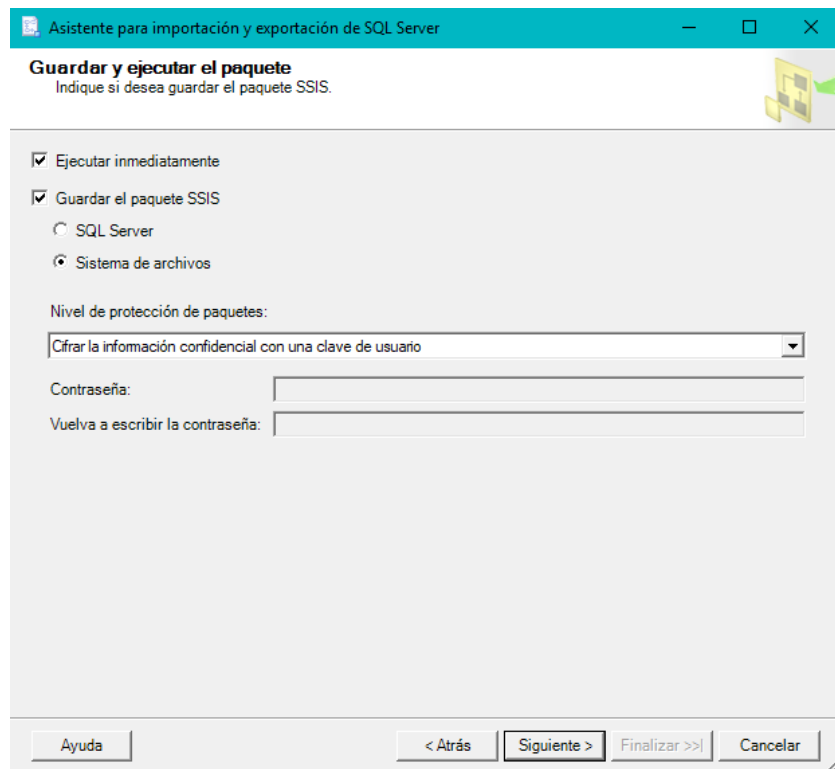 Asistente para importación y exportación de SQL Server
Guardar y ejecutar el paquete
Indique si desea guardar el paquete SSIS.
Ejecutar inmediatamente
Guardar el paquete SSIS
SQL Server
Sistema de archivos
Nivel de protección de paquetes:
Cifrar la información confidencial con una clave de usuario
Contraseña:
Vuelva a escribir la contraseña:
Ayuda < Atrás Siguiente > Finalizar >>| Cancelar